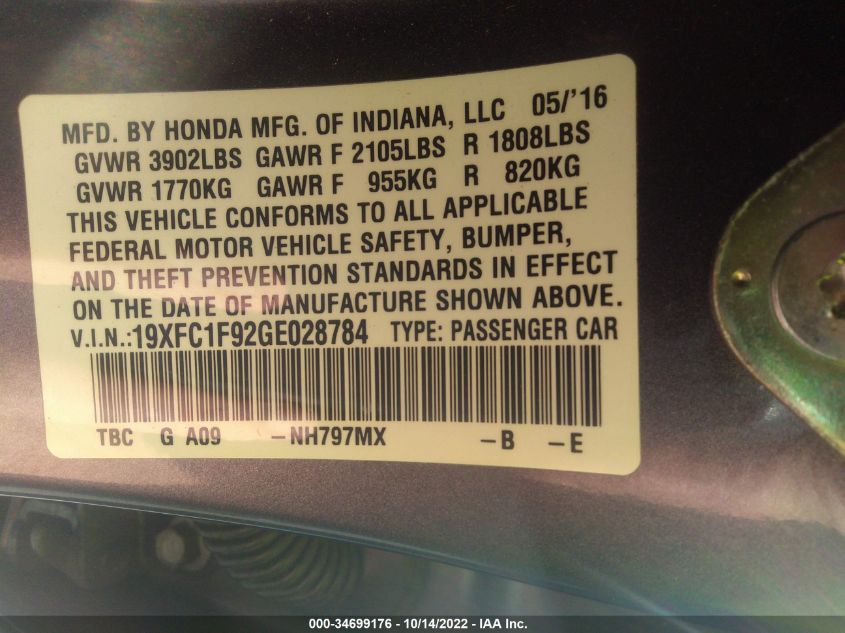 MFD. BY HONDA MFG. OF INDIANA, LLC 05/'16
GVWR 3902LBS GAWR F 2105LBS R 1808LBS
GVWR 1770KG GAWR F 955KG R 820KG
THIS VEHICLE CONFORMS TO ALL APPLICABLE
FEDERAL MOTOR VEHICLE SAFETY, BUMPER,
AND THEFT PREVENTION STANDARDS IN EFFECT
ON THE DATE OF MANUFACTURE SHOWN ABOVE.
V.I.N.:19XFC1F92GE028784 TYPE: PASSENGER CAR
TBC G A09 -NH797MX -B -E
000-34699176 - 10/14/2022 - IAA Inc.